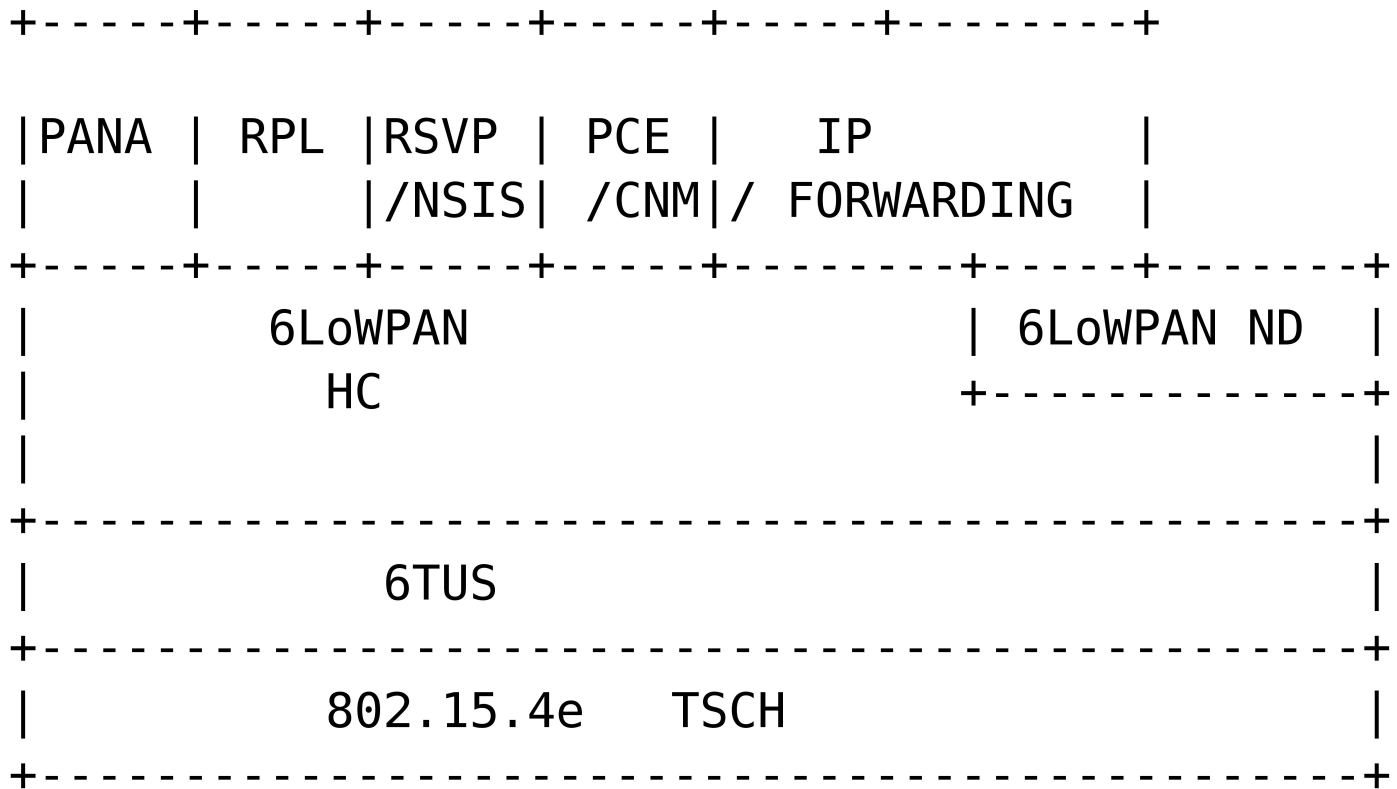 +-----+-----+-----+-----+-----+--------+
|PANA | RPL |RSVP | PCE |   IP         |
|     |     |/NSIS| /CNM|/ FORWARDING  |
+-----+-----+-----+-----+--------+-----+-------+
|        6LoWPAN                 | 6LoWPAN ND  |
|          HC                    +-------------+
|                                              |
+----------------------------------------------+
|            6TUS                              |
+----------------------------------------------+
|          802.15.4e   TSCH                    |
+----------------------------------------------+